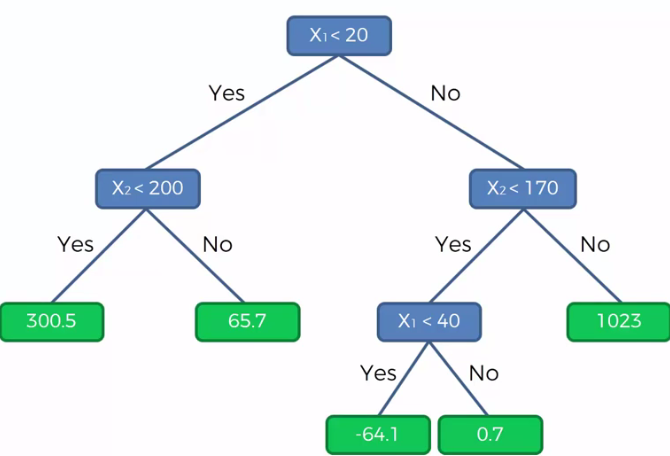 X₁ < 20
Yes
No
X₂ < 200
X₂ < 170
Yes
No
Yes
No
300.5
65.7
X₁ < 40
1023
Yes
No
-64.1
0.7